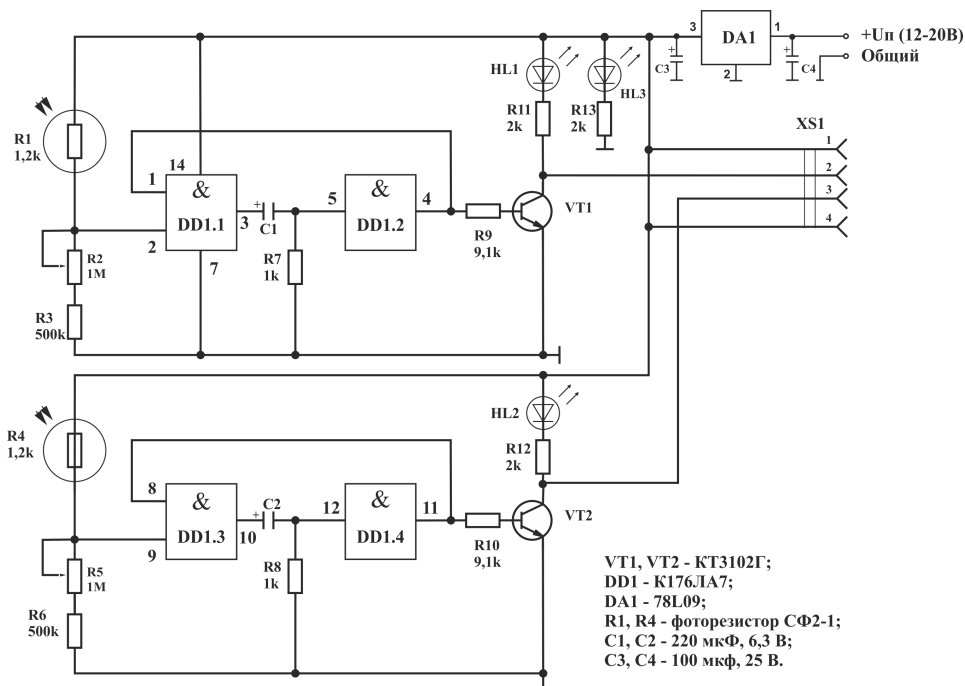 3
DA1
1
+Uп (12-20В)
2
C3
+
C4
+
Общий
HL1
HL3
R11
2k
R13
2k
XS1
1
2
3
4
R1
1,2k
14
1
&
DD1.1
2
3
7
+
C1
R7
1k
5
&
DD1.2
4
R9
9,1k
VT1
R2
1M
R3
500k
R4
1,2k
HL2
R12
2k
8
&
DD1.3
9
10
+
C2
R8
1k
12
&
DD1.4
11
R10
9,1k
VT2
R5
1M
R6
500k
VT1, VT2 - КТ3102Г;
DD1 - К176ЛА7;
DA1 - 78L09;
R1, R4 - фоторезистор СФ2-1;
C1, C2 - 220 мкФ, 6,3 В;
C3, C4 - 100 мкф, 25 В.